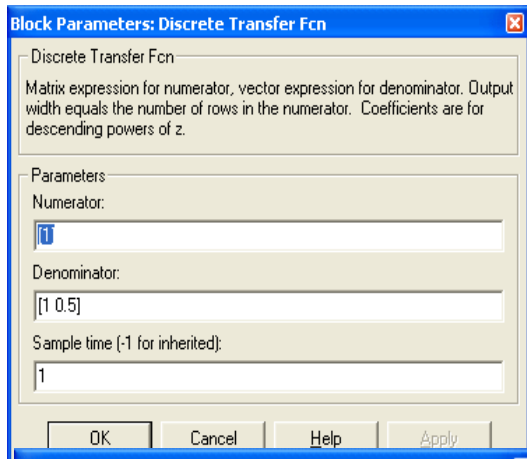 Block Parameters: Discrete Transfer Fcn
Discrete Transfer Fcn
Matrix expression for numerator, vector expression for denominator. Output
width equals the number of rows in the numerator.  Coefficients are for
descending powers of z.
Parameters
Numerator:
[1]
Denominator:
[1 0.5]
Sample time (-1 for inherited):
1
OK Cancel Help Apply